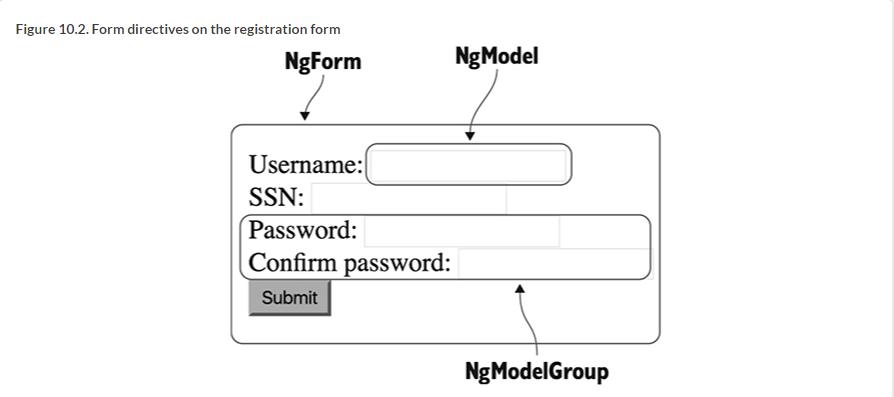 Figure 10.2. Form directives on the registration form
NgForm NgModel
Username:
SSN:
Password:
Confirm password:
Submit
NgModelGroup